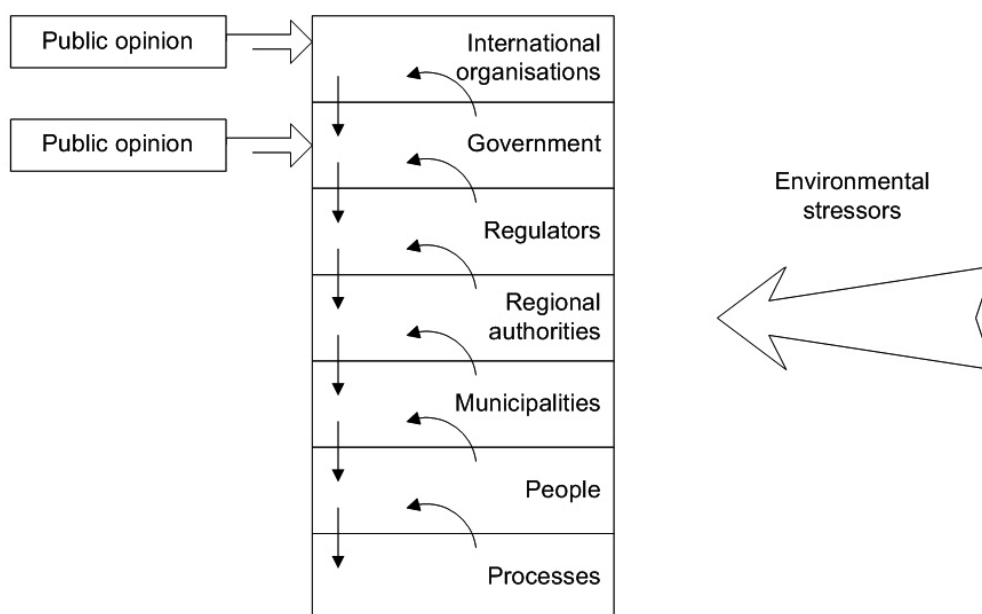 Public opinion
International
organisations
Public opinion
Government
Environmental
stressors
Regulators
Regional
authorities
Municipalities
People
Processes